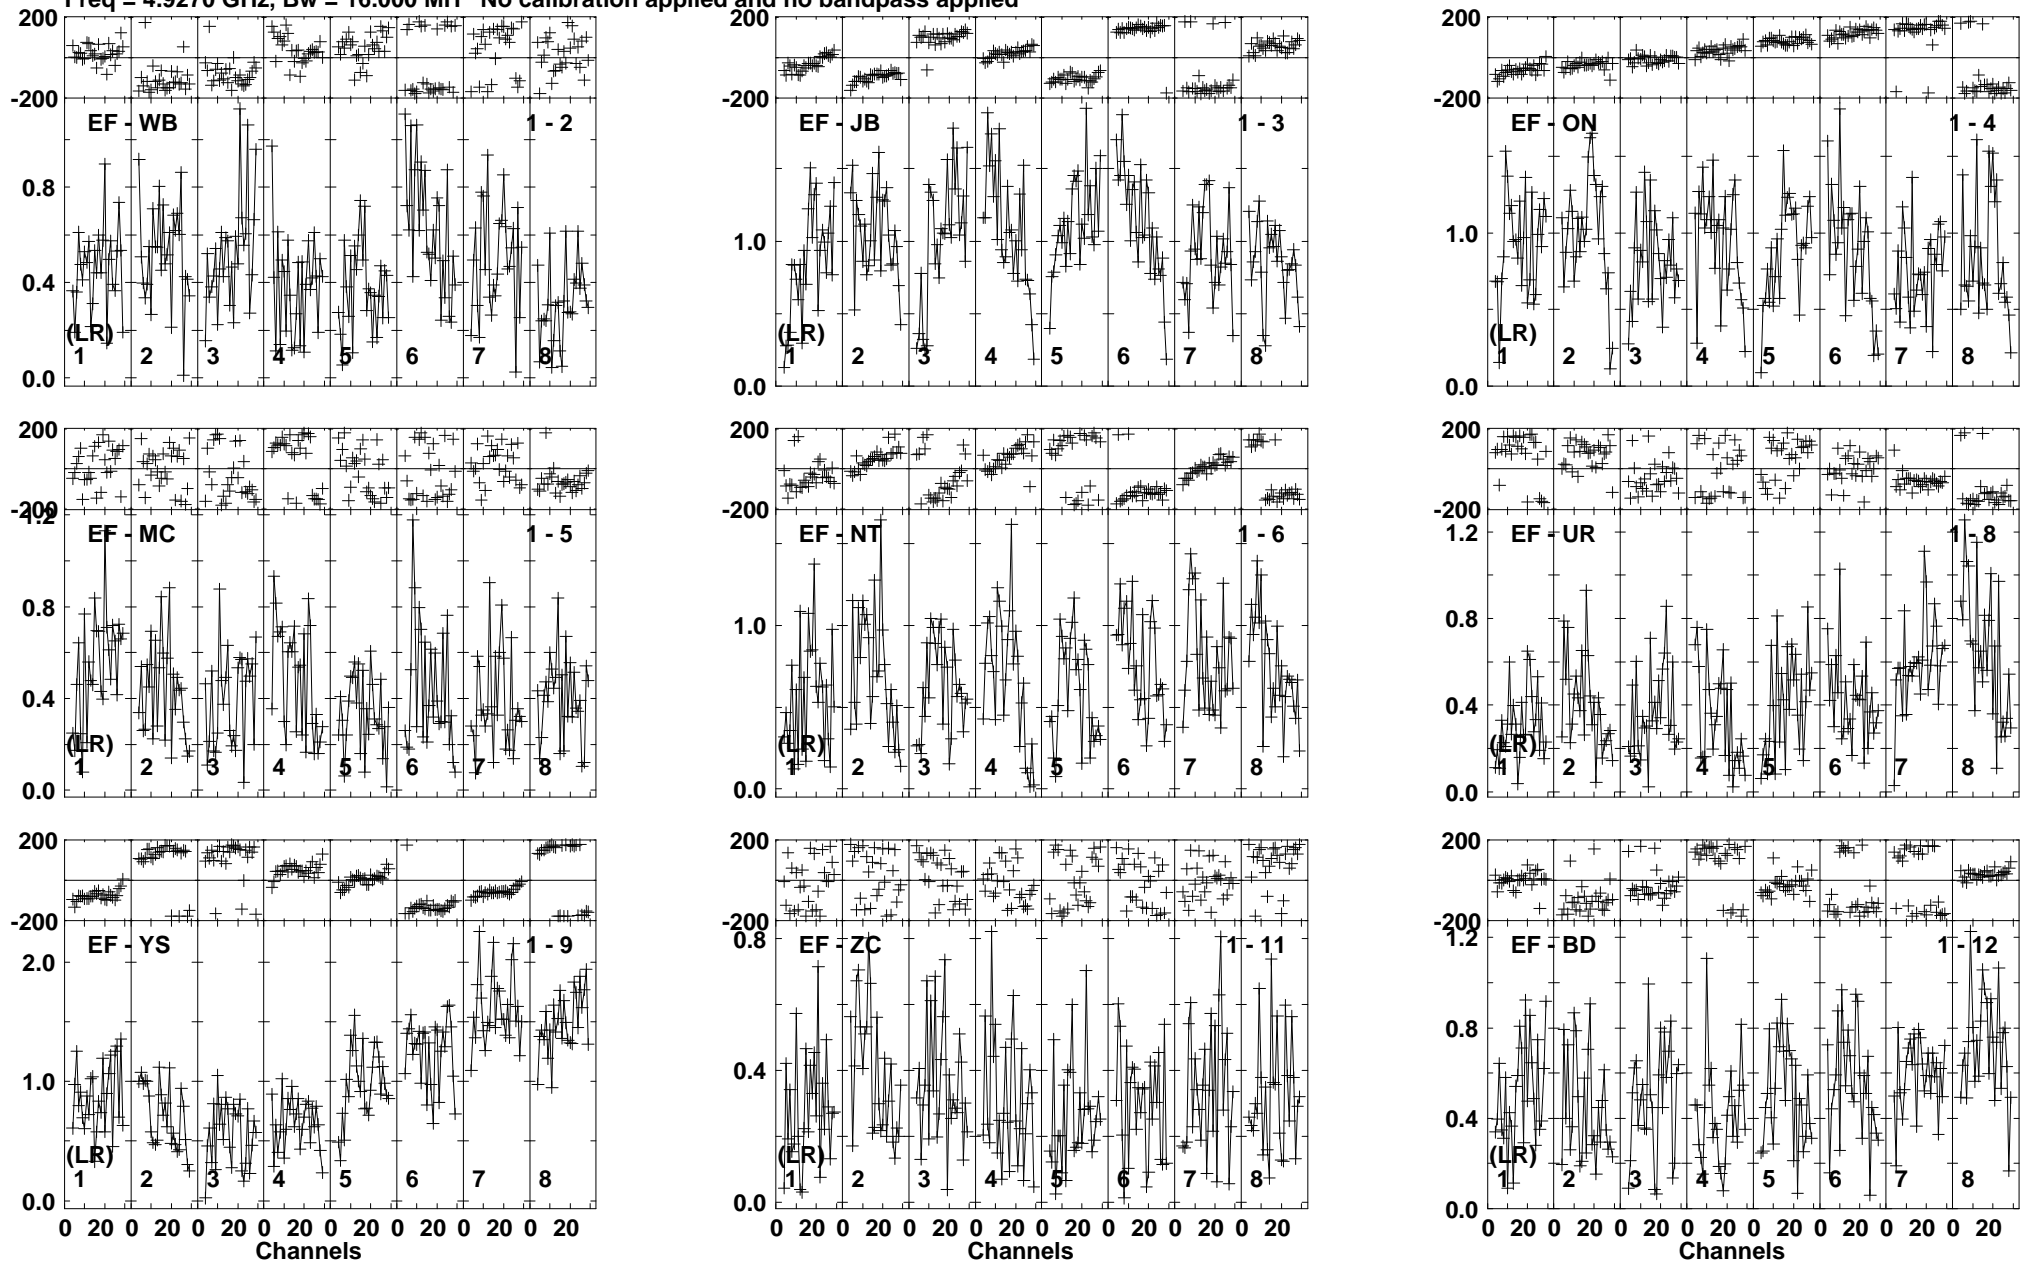 Freq = 4.9270 GHz, Bw = 16.000 MH No calibration applied and no bandpass applied
200 200 200
-200 -200 -200
EF - WB 1 - 2 EF - JB 1 - 3 EF - ON 1 - 4
0.8
1.0 1.0
0.4
(LR) (LR) (LR)
1 2 3 4 5 6 7 8 1 2 3 4 5 6 7 8 1 2 3 4 5 6 7 8
0.0 0.0 0.0
200 200 200
-200 -200 -200
1.2 1.2
EF - MC 1 - 5 EF - NT 1 - 6 EF - UR 1 - 8
0.8 1.0 0.8
0.4 0.4
(LR) (LR) (LR)
1 2 3 4 5 6 7 8 1 2 3 4 5 6 7 8 1 2 3 4 5 6 7 8
0.0 0.0 0.0
200 200 200
-200 -200 -200
EF - YS 1 - 9 EF - ZC 1 - 11 EF - BD 1 - 12
2.0 0.8 1.2
0.8
1.0 0.4 0.4
(LR) (LR) (LR)
1 2 3 4 5 6 7 8 1 2 3 4 5 6 7 8 1 2 3 4 5 6 7 8
0.0 0.0 0.0
0 20 0 20 0 20 0 20 0 20 0 20 0 20 0 20 0 20 0 20 0 20 0 20 0 20 0 20 0 20 0 20 0 20 0 20 0 20 0 20 0 20 0 20 0 20 0 20
Channels Channels Channels